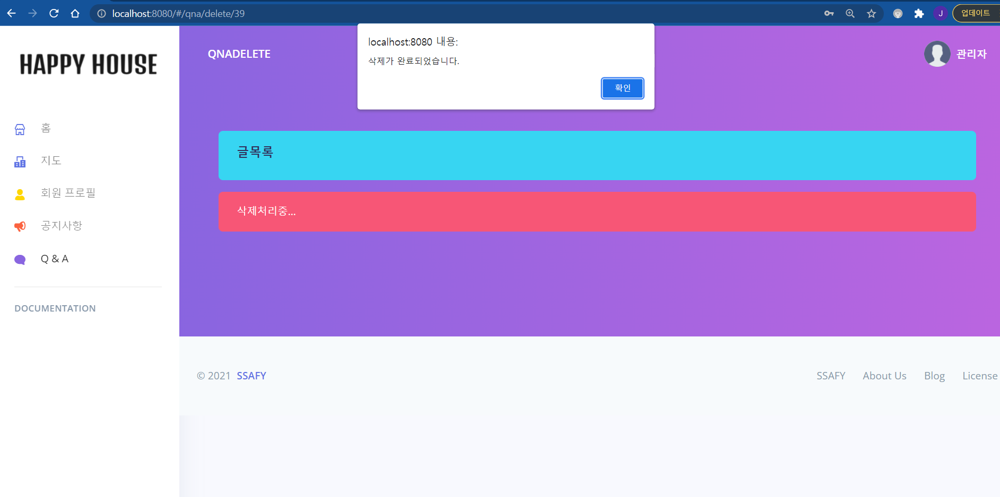 localhost:8080/#/qna/delete/39
J
업데이트
localhost:8080 내용:
삭제가 완료되었습니다.
확인
HAPPY HOUSE
홈
지도
회원 프로필
공지사항
Q & A
DOCUMENTATION
QNADELETE
관리자
글목록
삭제처리중...
© 2021 SSAFY
SSAFY About Us Blog License